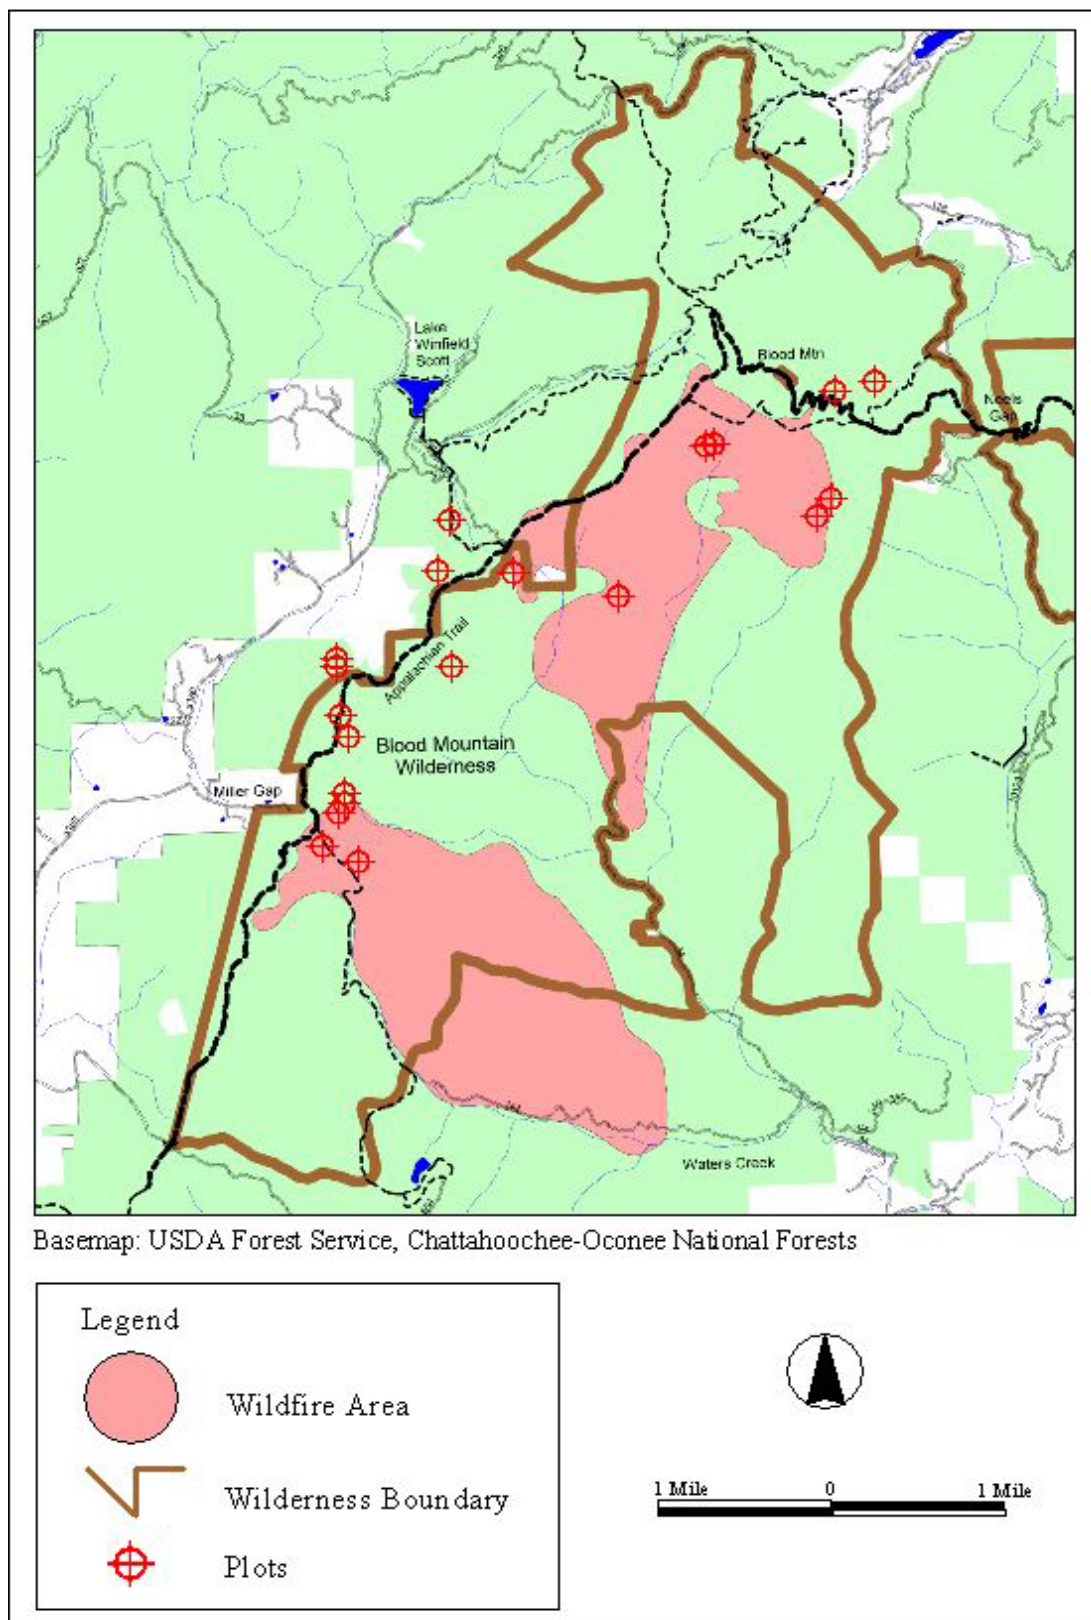 Lake
Winfield
Scott
Blood Mtn.
Neels
Gap
Appalachian Trail
Blood Mountain
Wilderness
Miller Gap
Waters Creek
Basemap: USDA Forest Service, Chattahoochee-Oconee National Forests
Legend
Wildfire Area
Wilderness Boundary
Plots
1 Mile 0 1 Mile